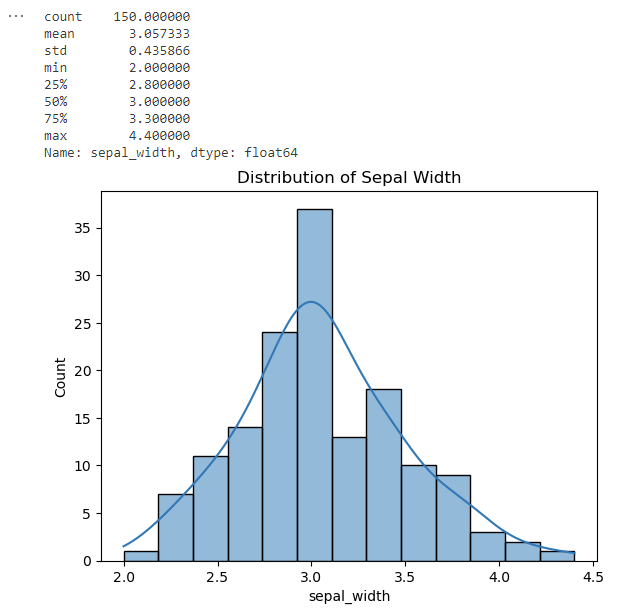 ...
count    150.000000
mean       3.057333
std        0.435866
min        2.000000
25%        2.800000
50%        3.000000
75%        3.300000
max        4.400000
Name: sepal_width, dtype: float64
Distribution of Sepal Width
35
30
25
20
15
10
5
0
Count
2.0 2.5 3.0 3.5 4.0 4.5
sepal_width